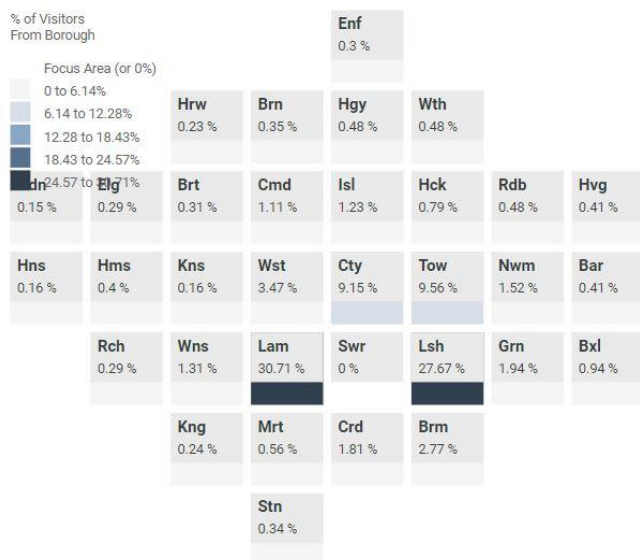 % of Visitors
From Borough
Focus Area (or 0%)
0 to 6.14%
6.14 to 12.28%
12.28 to 18.43%
18.43 to 24.57%
24.57 to 30.71%
Enf
0.3 %
Hrw
0.23 %
Brn
0.35 %
Hgy
0.48 %
Wth
0.48 %
0.15 %
Elg
0.29 %
Brt
0.31 %
Cmd
1.11 %
Isl
1.23 %
Hck
0.79 %
Rdb
0.48 %
Hvg
0.41 %
Hns
0.16 %
Hms
0.4 %
Kns
0.16 %
Wst
3.47 %
Cty
9.15 %
Tow
9.56 %
Nwm
1.52 %
Bar
0.41 %
Rch
0.29 %
Wns
1.31 %
Lam
30.71 %
Swr
0 %
Lsh
27.67 %
Grn
1.94 %
Bxl
0.94 %
Kng
0.24 %
Mrt
0.56 %
Crd
1.81 %
Brm
2.77 %
Stn
0.34 %